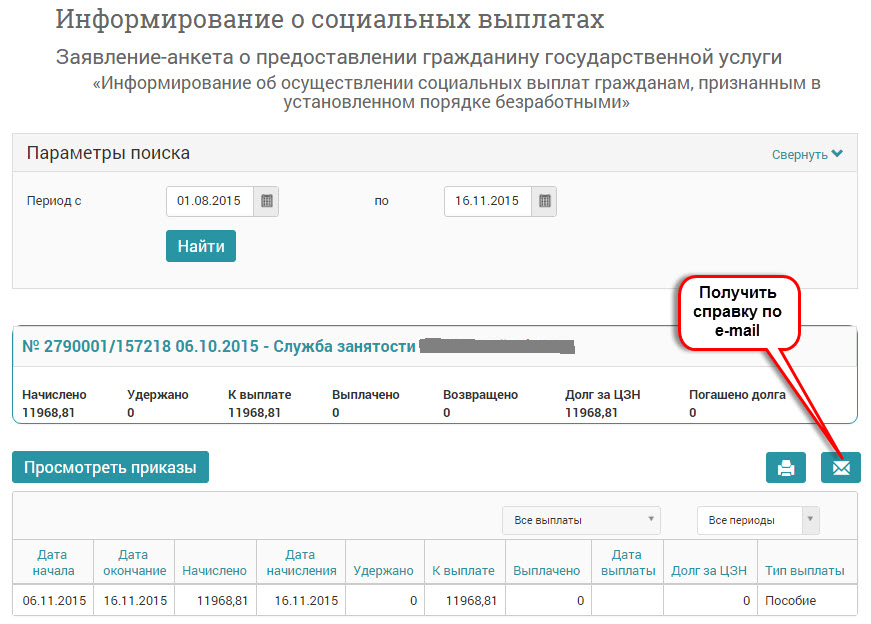 Информирование о социальных выплатах
Заявление-анкета о предоставлении гражданину государственной услуги
«Информирование об осуществлении социальных выплат гражданам, признанным в
установленном порядке безработными»
Параметры поиска Свернуть
Период с 01.08.2015 по 16.11.2015
Найти
Получить
справку по
e-mail
№ 2790001/157218 06.10.2015 - Служба занятости
Начислено Удержано К выплате Выплачено Возвращено Долг за ЦЗН Погашено долга
11968,81 0 11968,81 0 0 11968,81 0
Просмотреть приказы
Все выплаты Все периоды
Дата Дата Дата Дата
начала окончание Начислено начисления Удержано К выплате Выплачено выплаты Долг за ЦЗН Тип выплаты
06.11.2015 16.11.2015 11968,81 16.11.2015 0 11968,81 0 0 Пособие